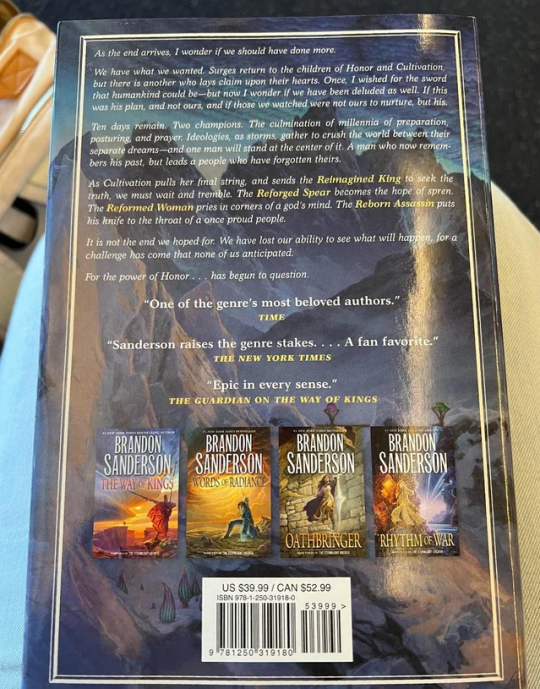 As the end arrives, I wonder if we should have done more.
We have what we wanted. Surges return to the children of Honor and Cultivation,
but there is another who lays claim upon their hearts. Once, I wished for the sword
that humankind could be—but now I wonder if we have been deluded as well. If this
was his plan, and not ours, and if those we watched were not ours to nurture, but his.
Ten days remain. Two champions. The culmination of millennia of preparation,
posturing, and prayer. Ideologies, as storms, gather to crush the world between their
separate dreams—and one man will stand at the center of it. A man who now remem-
bers his past, but leads a people who have forgotten theirs.
As Cultivation pulls her final string, and sends the Reimagined King to seek the
truth, we must wait and tremble. The Reforged Spear becomes the hope of spren.
The Reformed Woman pries in corners of a god's mind. The Reborn Assassin puts
his knife to the throat of a once proud people.
It is not the end we hoped for. We have lost our ability to see what will happen, for a
challenge has come that none of us anticipated.
For the power of Honor . . . has begun to question.
“One of the genre's most beloved authors.”
TIME
“Sanderson raises the genre stakes. . . . A fan favorite.”
THE NEW YORK TIMES
“Epic in every sense.”
THE GUARDIAN ON THE WAY OF KINGS
BRANDON
SANDERSON
THE WAY OF KINGS
BRANDON
SANDERSON
WORDS OF RADIANCE
BRANDON
SANDERSON
OATHBRINGER
BRANDON
SANDERSON
RHYTHM OF WAR
US $39.99 / CAN $52.99
ISBN 978-1-250-31918-0
53999 >
9 781250 319180